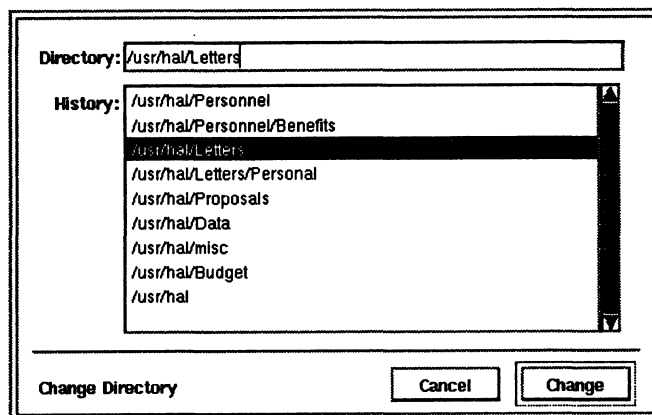 Directory: /usr/hal/Letters
History: /usr/hal/Personnel
/usr/hal/Personnel/Benefits
/usr/hal/Letters
/usr/hal/Letters/Personal
/usr/hal/Proposals
/usr/hal/Data
/usr/hal/misc
/usr/hal/Budget
/usr/hal
Change Directory Cancel Change